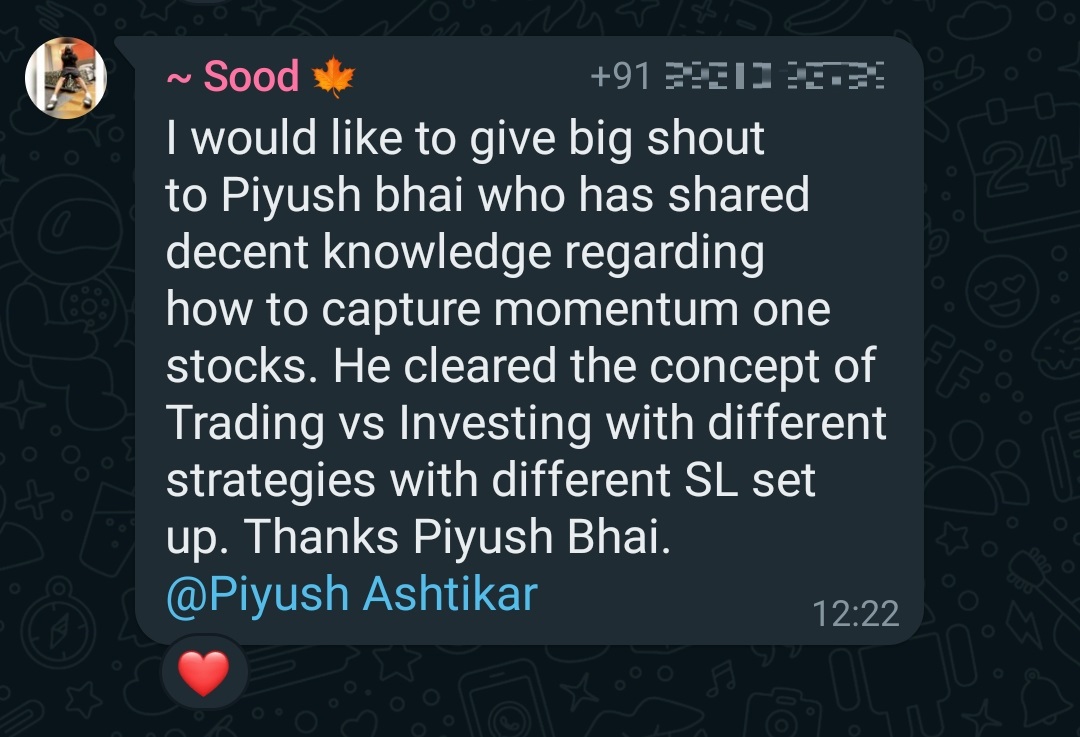 ~ Sood 🍁 +91
I would like to give big shout
to Piyush bhai who has shared
decent knowledge regarding
how to capture momentum one
stocks. He cleared the concept of
Trading vs Investing with different
strategies with different SL set
up. Thanks Piyush Bhai.
@Piyush Ashtikar
12:22